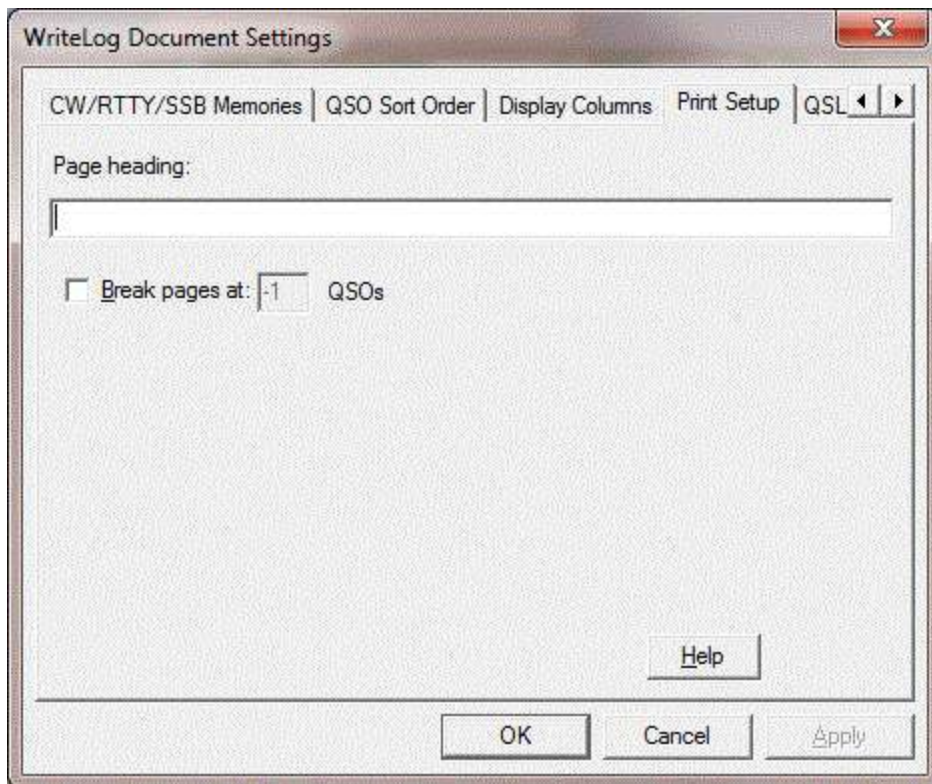 WriteLog Document Settings
CW/RTTY/SSB Memories QSO Sort Order Display Columns Print Setup QSL
Page heading:
Break pages at: -1 QSOs
Help
OK Cancel Apply